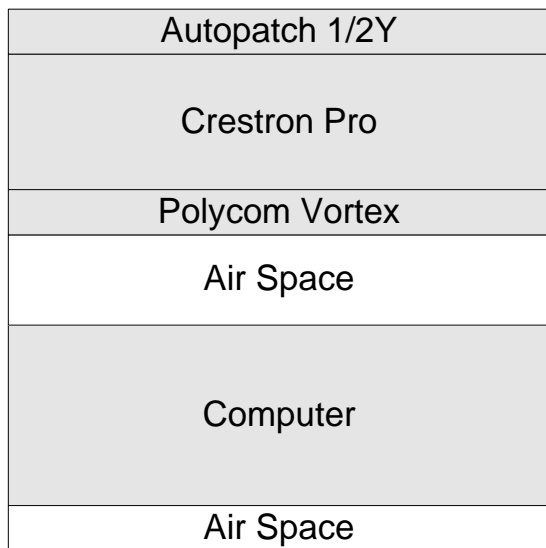 Autopatch 1/2Y
Crestron Pro
Polycom Vortex
Air Space
Computer
Air Space